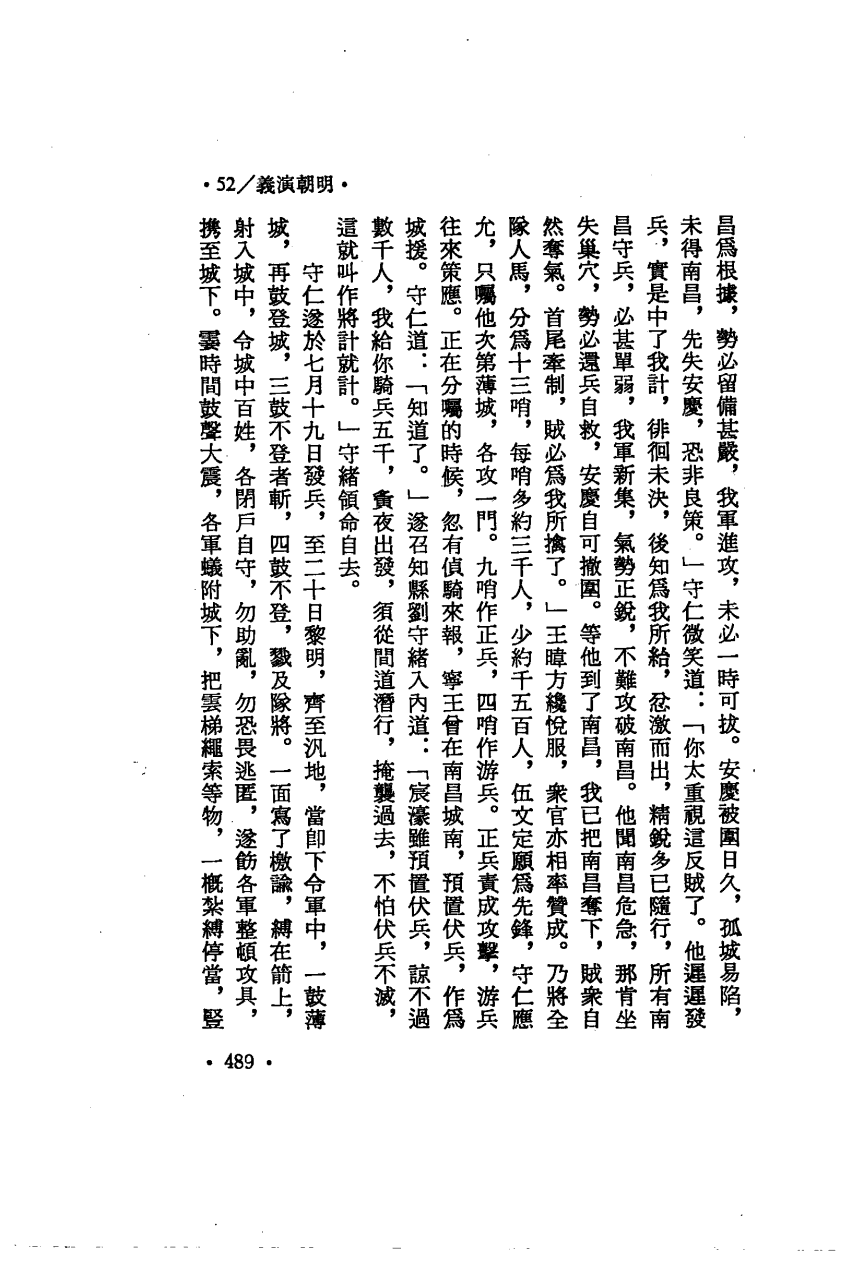 •52／義演朝明•
昌爲根據，勢必留備甚嚴，我軍進攻，未必一時可拔。安慶被圍日久，孤城易陷，
未得南昌，先失安慶，恐非良策。」守仁微笑道：「你太重視這反賊了。他遲遲發
兵，實是中了我計，徘徊未決，後知爲我所給，忿激而出，精銳多已隨行，所有南
昌守兵，必甚單弱，我軍新集，氣勢正銳，不難攻破南昌。他聞南昌危急，那肯坐
失巢穴，勢必還兵自救，安慶自可撤圍。等他到了南昌，我已把南昌奪下，賊衆自
然奪氣。首尾牽制，賊必爲我所擒了。」王暐方纔悅服，衆官亦相率贊成。乃將全
隊人馬，分爲十三哨，每哨多約三千人，少約千五百人，伍文定願爲先鋒，守仁應
允，只囑他次第薄城，各攻一門。九哨作正兵，四哨作游兵。正兵責成攻擊，游兵
往來策應。正在分囑的時候，忽有偵騎來報，寧王曾在南昌城南，預置伏兵，作爲
城援。守仁道：「知道了。」遂召知縣劉守緒入內道：「宸濠雖預置伏兵，諒不過
數千人，我給你騎兵五千，夤夜出發，須從間道潛行，掩襲過去，不怕伏兵不滅，
這就叫作將計就計。」守緒領命自去。
守仁遂於七月十九日發兵，至二十日黎明，齊至汛地，當卽下令軍中，一鼓薄
城，再鼓登城，三鼓不登者斬，四鼓不登，戮及隊將。一面寫了檄諭，縛在箭上，
射入城中，令城中百姓，各閉戶自守，勿助亂，勿恐畏逃匿，遂飭各軍整頓攻具，
携至城下。霎時間鼓聲大震，各軍蟻附城下，把雲梯繩索等物，一槪紮縛停當，豎
•489•